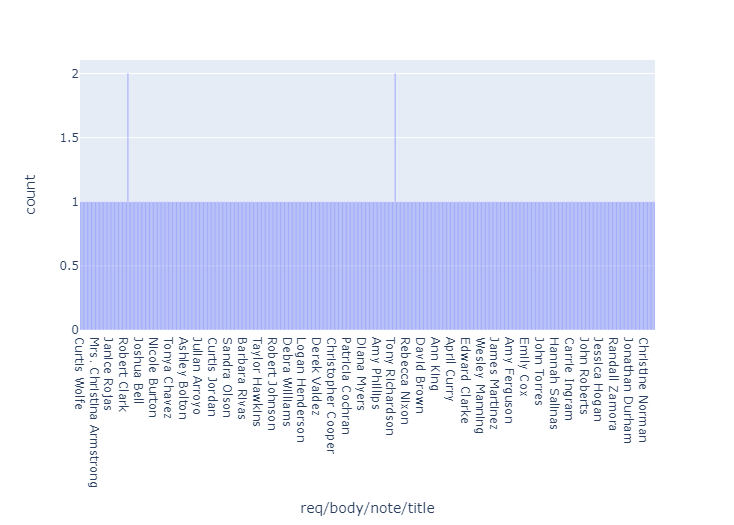 2
1.5
1
0.5
0
count
Curtis Wolfe
Mrs. Christina Armstrong
Janice Rojas
Robert Clark
Joshua Bell
Nicole Burton
Tonya Chavez
Ashley Bolton
Julian Arroyo
Curtis Jordan
Sandra Olson
Barbara Rivas
Taylor Hawkins
Robert Johnson
Debra Williams
Logan Henderson
Derek Valdez
Christopher Cooper
Patricia Cochran
Diana Myers
Amy Phillips
Tony Richardson
Rebecca Nixon
David Brown
Ann King
April Curry
Edward Clarke
Wesley Manning
James Martinez
Amy Ferguson
Emily Cox
John Torres
Hannah Salinas
Carrie Ingram
John Roberts
Jessica Hogan
Randall Zamora
Jonathan Durham
Christine Norman
req/body/note/title